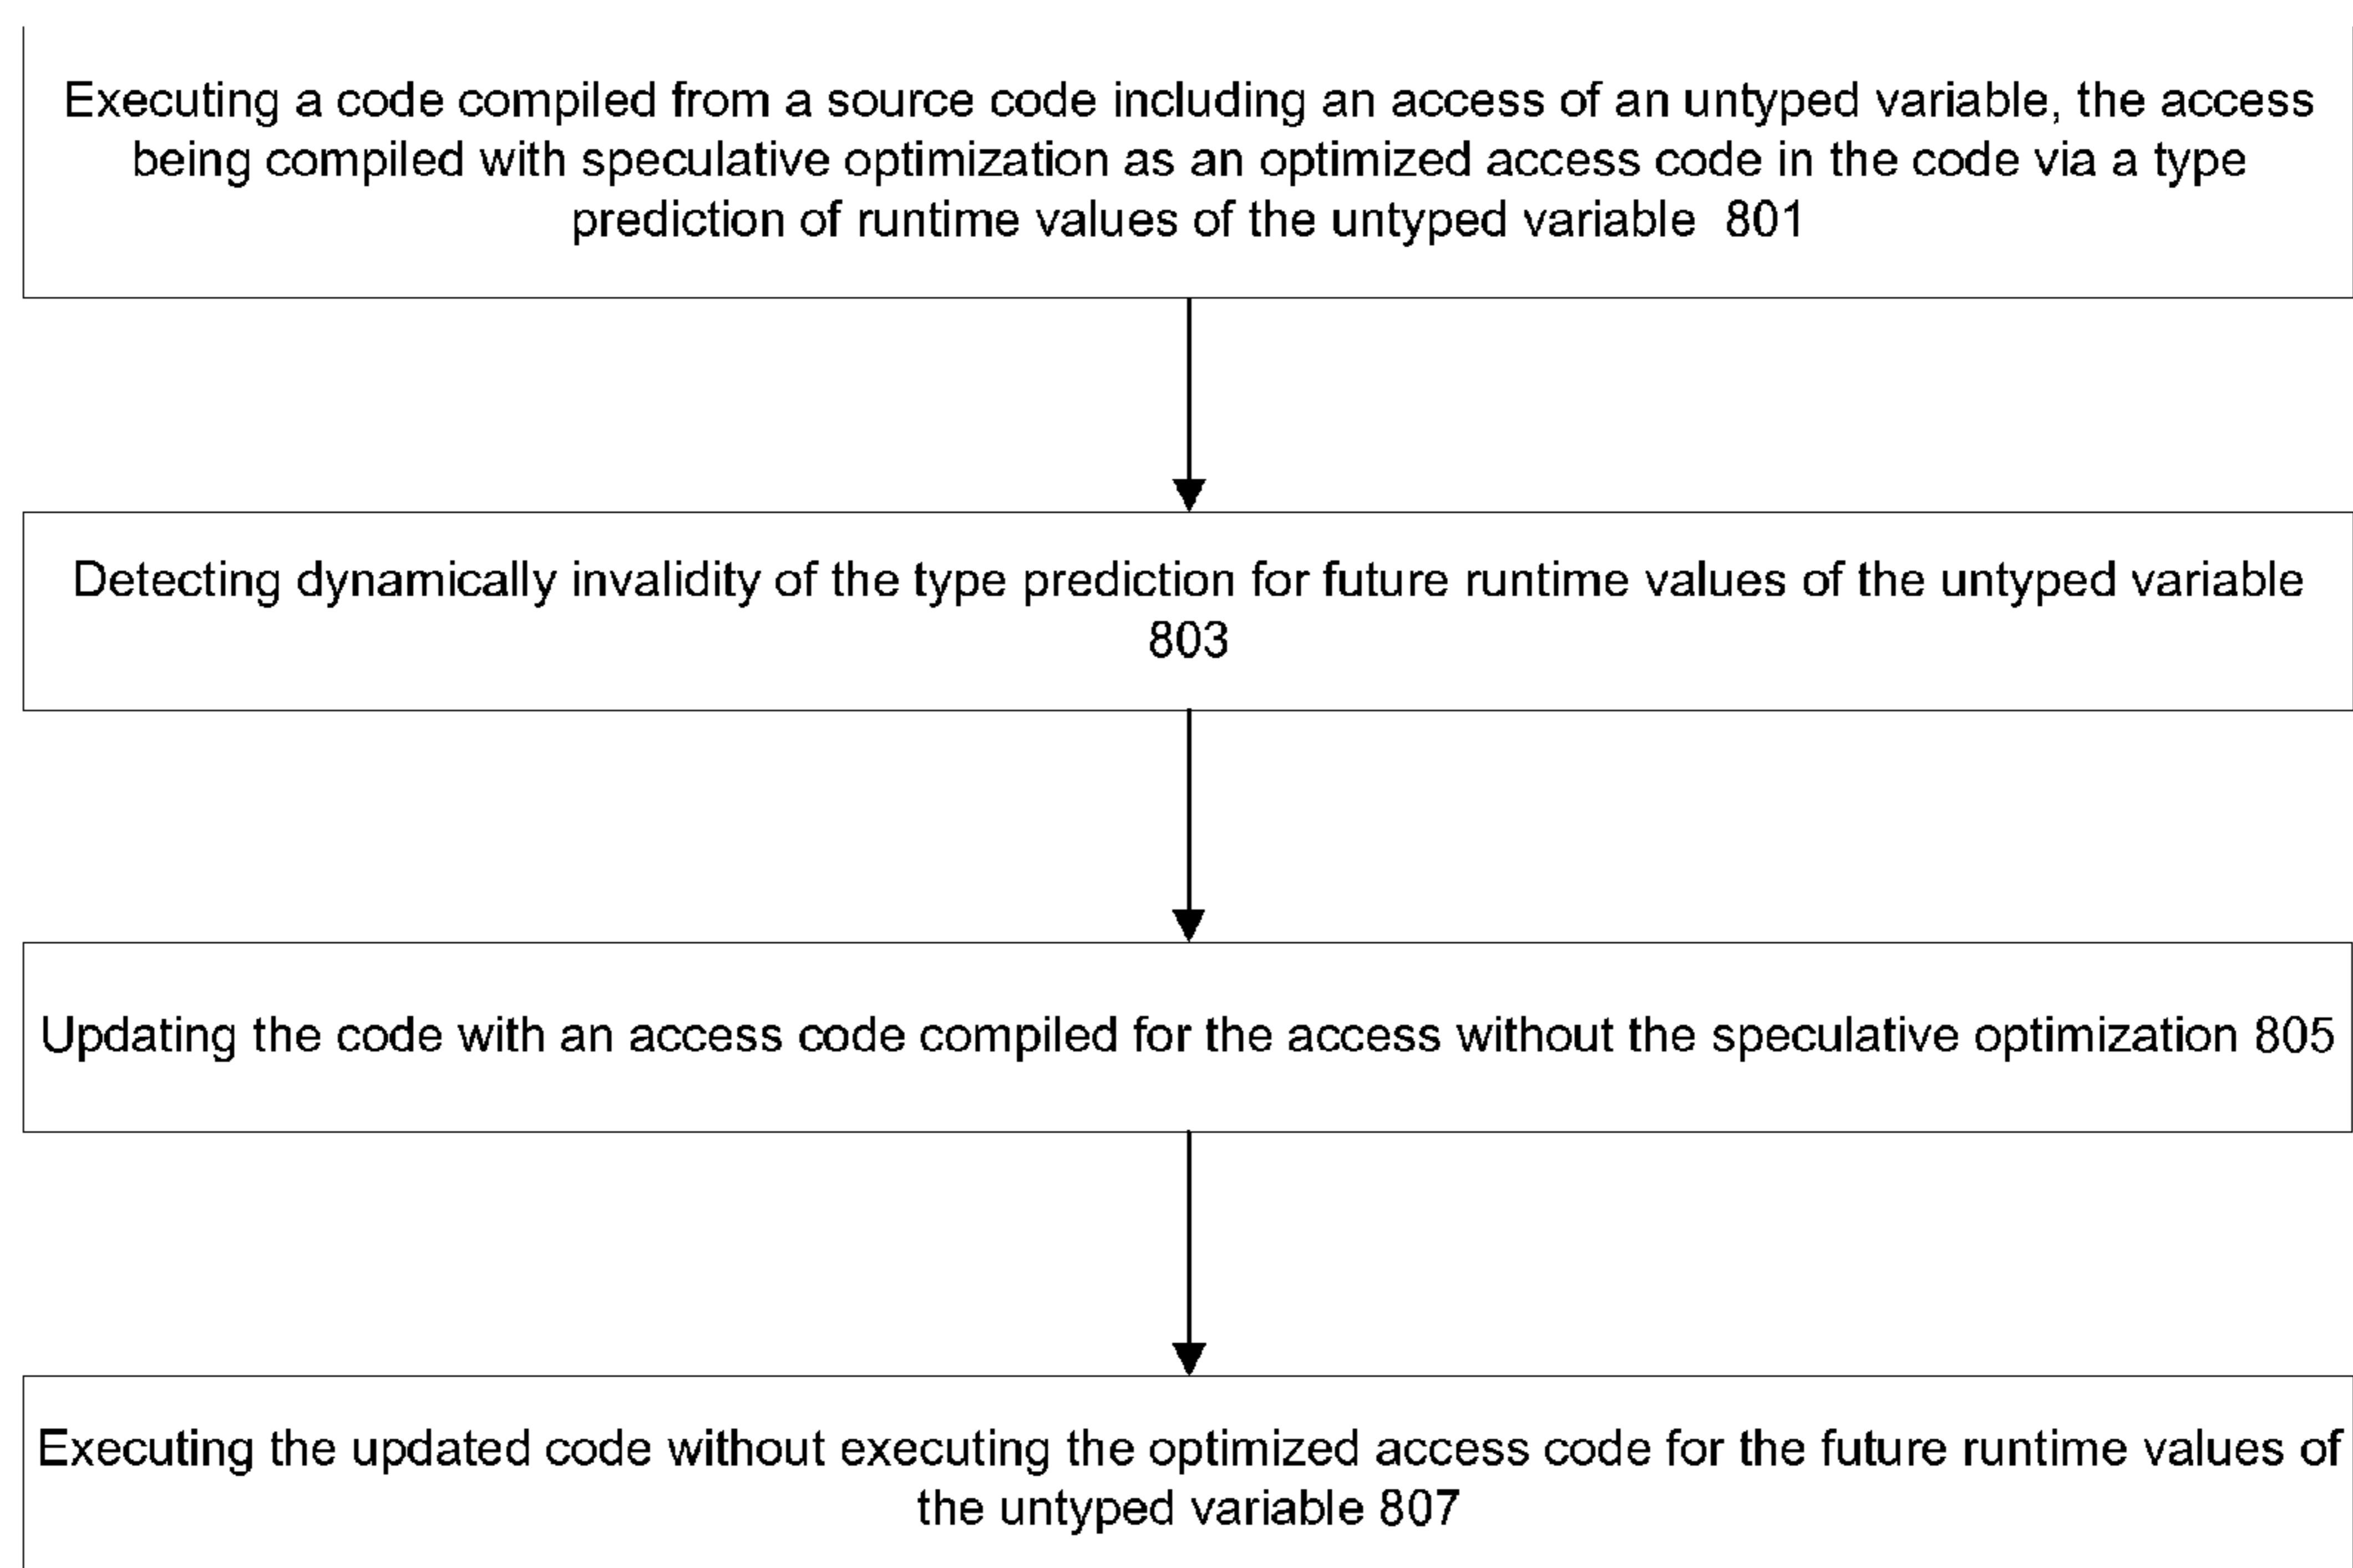 Executing a code compiled from a source code including an access of an untyped variable, the access
being compiled with speculative optimization as an optimized access code in the code via a type
prediction of runtime values of the untyped variable 801
Detecting dynamically invalidity of the type prediction for future runtime values of the untyped variable
803
Updating the code with an access code compiled for the access without the speculative optimization 805
Executing the updated code without executing the optimized access code for the future runtime values of
the untyped variable 807